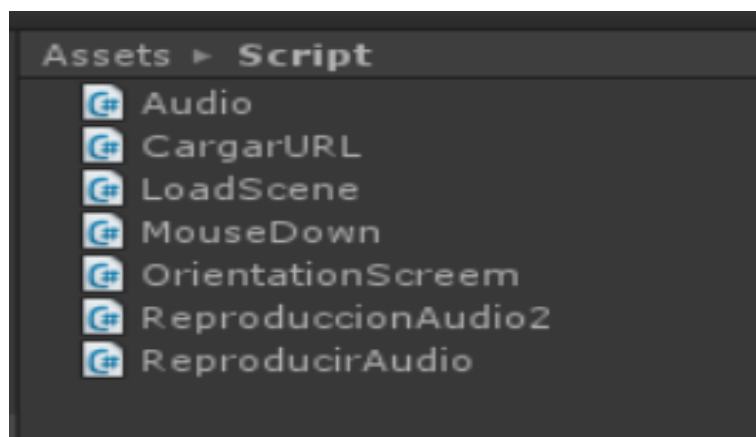 Assets ► Script
Audio
CargarURL
LoadScene
MouseDown
OrientationScreem
ReproduccionAudio2
ReproducirAudio